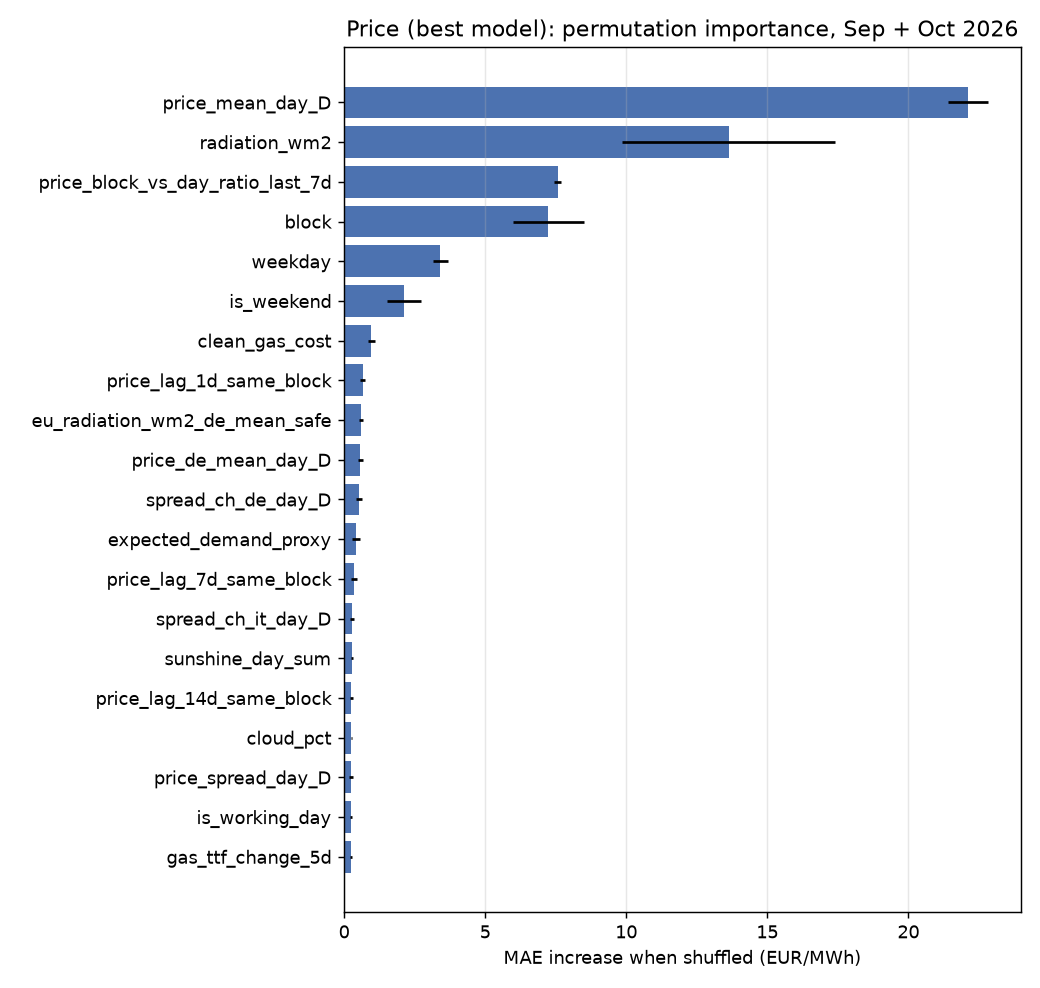 Price (best model): permutation importance, Sep + Oct 2026
price_mean_day_D
radiation_wm2
price_block_vs_day_ratio_last_7d
block
weekday
is_weekend
clean_gas_cost
price_lag_1d_same_block
eu_radiation_wm2_de_mean_safe
price_de_mean_day_D
spread_ch_de_day_D
expected_demand_proxy
price_lag_7d_same_block
spread_ch_it_day_D
sunshine_day_sum
price_lag_14d_same_block
cloud_pct
price_spread_day_D
is_working_day
gas_ttf_change_5d
0 5 10 15 20
MAE increase when shuffled (EUR/MWh)